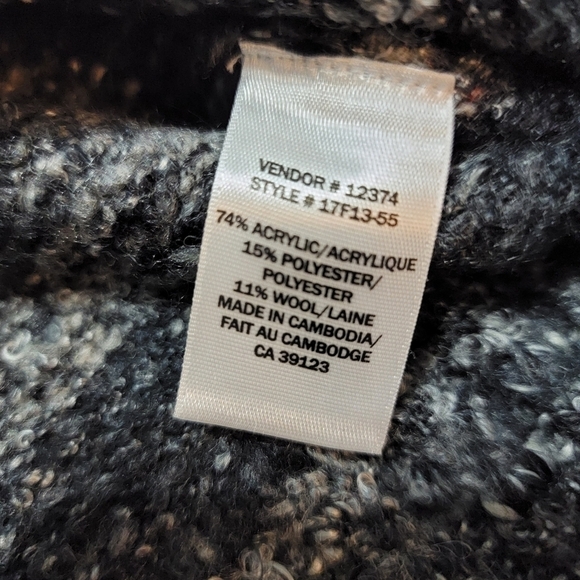 VENDOR # 12374
STYLE # 17F13-55
74% ACRYLIC/ACRYLIQUE
15% POLYESTER/
POLYESTER
11% WOOL/LAINE
MADE IN CAMBODIA/
FAIT AU CAMBODGE
CA 39123